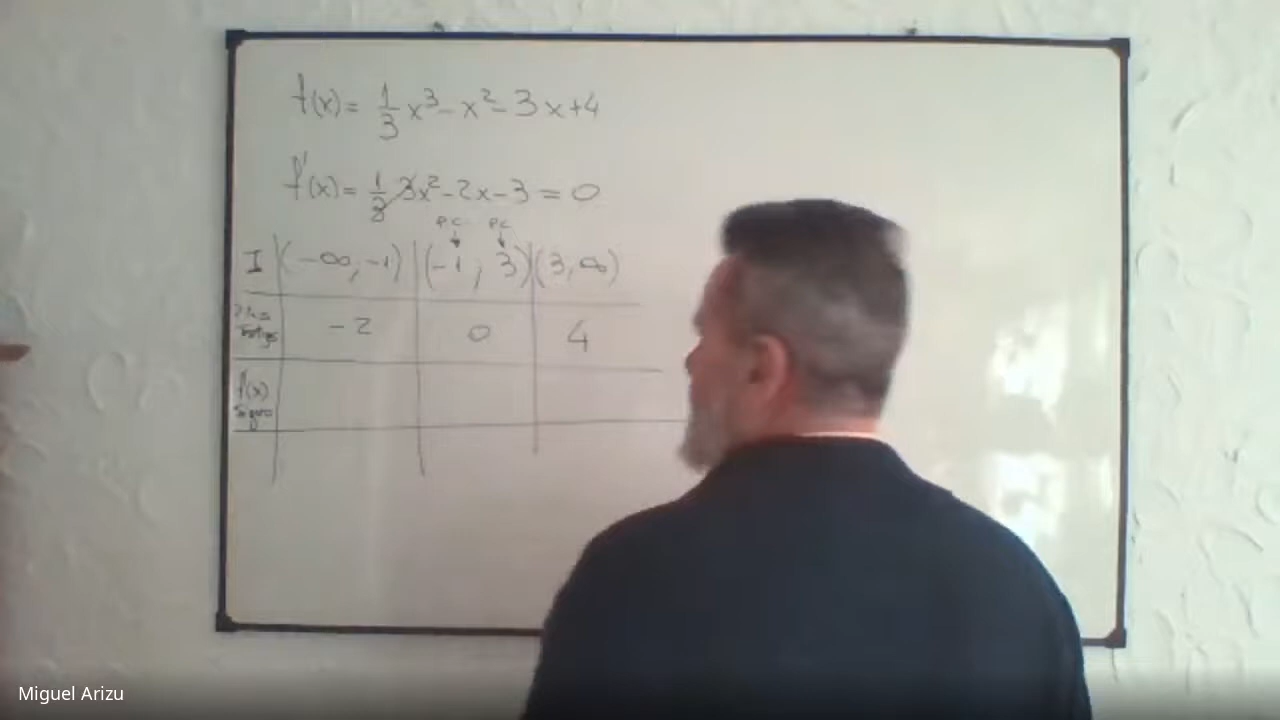 f(x) = 1/3 x³ - x² - 3x + 4
f'(x) = 1/3 3x² - 2x - 3 = 0
PC PC
I (-∞, -1) (-1, 3) (3, ∞)
-2 0 4
f'(x)
Signo
Miguel Arizu